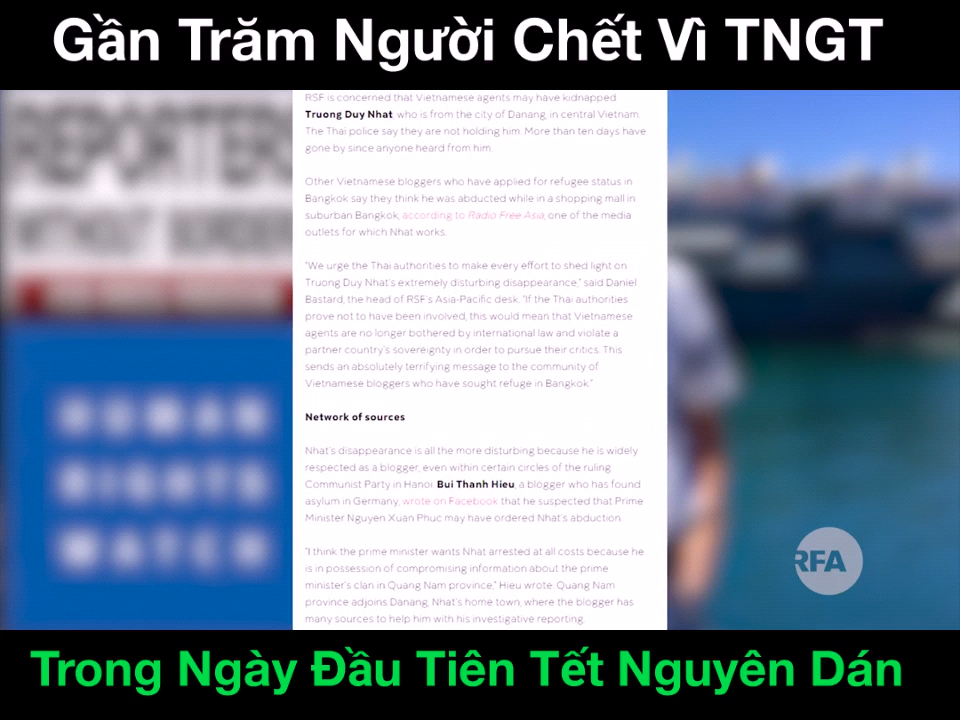 Gần Trăm Người Chết Vì TNGT
RSF is concerned that Vietnamese agents may have kidnapped
Truong Duy Nhat, who is from the city of Danang, in central Vietnam.
The Thai police say they are not holding him. More than ten days have
gone by since anyone heard from him.
Other Vietnamese bloggers who have applied for refugee status in
Bangkok say they think he was abducted while in a shopping mall in
suburban Bangkok, according to Radio Free Asia, one of the media
outlets for which Nhat works.
“We urge the Thai authorities to make every effort to shed light on
Truong Duy Nhat’s extremely disturbing disappearance,” said Daniel
Bastard, the head of RSF’s Asia-Pacific desk. “If the Thai authorities
prove not to have been involved, this would mean that Vietnamese
agents are no longer bothered by international law and violate a
partner country’s sovereignty in order to pursue their critics. This
sends an absolutely terrifying message to the community of
Vietnamese bloggers who have sought refuge in Bangkok.”
Network of sources
Nhat’s disappearance is all the more disturbing because he is widely
respected as a blogger, even within certain circles of the ruling
Communist Party in Hanoi. Bui Thanh Hieu, a blogger who has found
asylum in Germany, wrote on Facebook that he suspected that Prime
Minister Nguyen Xuan Phuc may have ordered Nhat’s abduction.
“I think the prime minister wants Nhat arrested at all costs because he
is in possession of compromising information about the prime
minister’s clan in Quang Nam province,” Hieu wrote. Quang Nam
province adjoins Danang, Nhat’s home town, where the blogger has
many sources to help him with his investigative reporting.
REPORTERS
WITHOUT BORDERS
HUMAN
RIGHTS
WATCH
RFA
Trong Ngày Đầu Tiên Tết Nguyên Dán